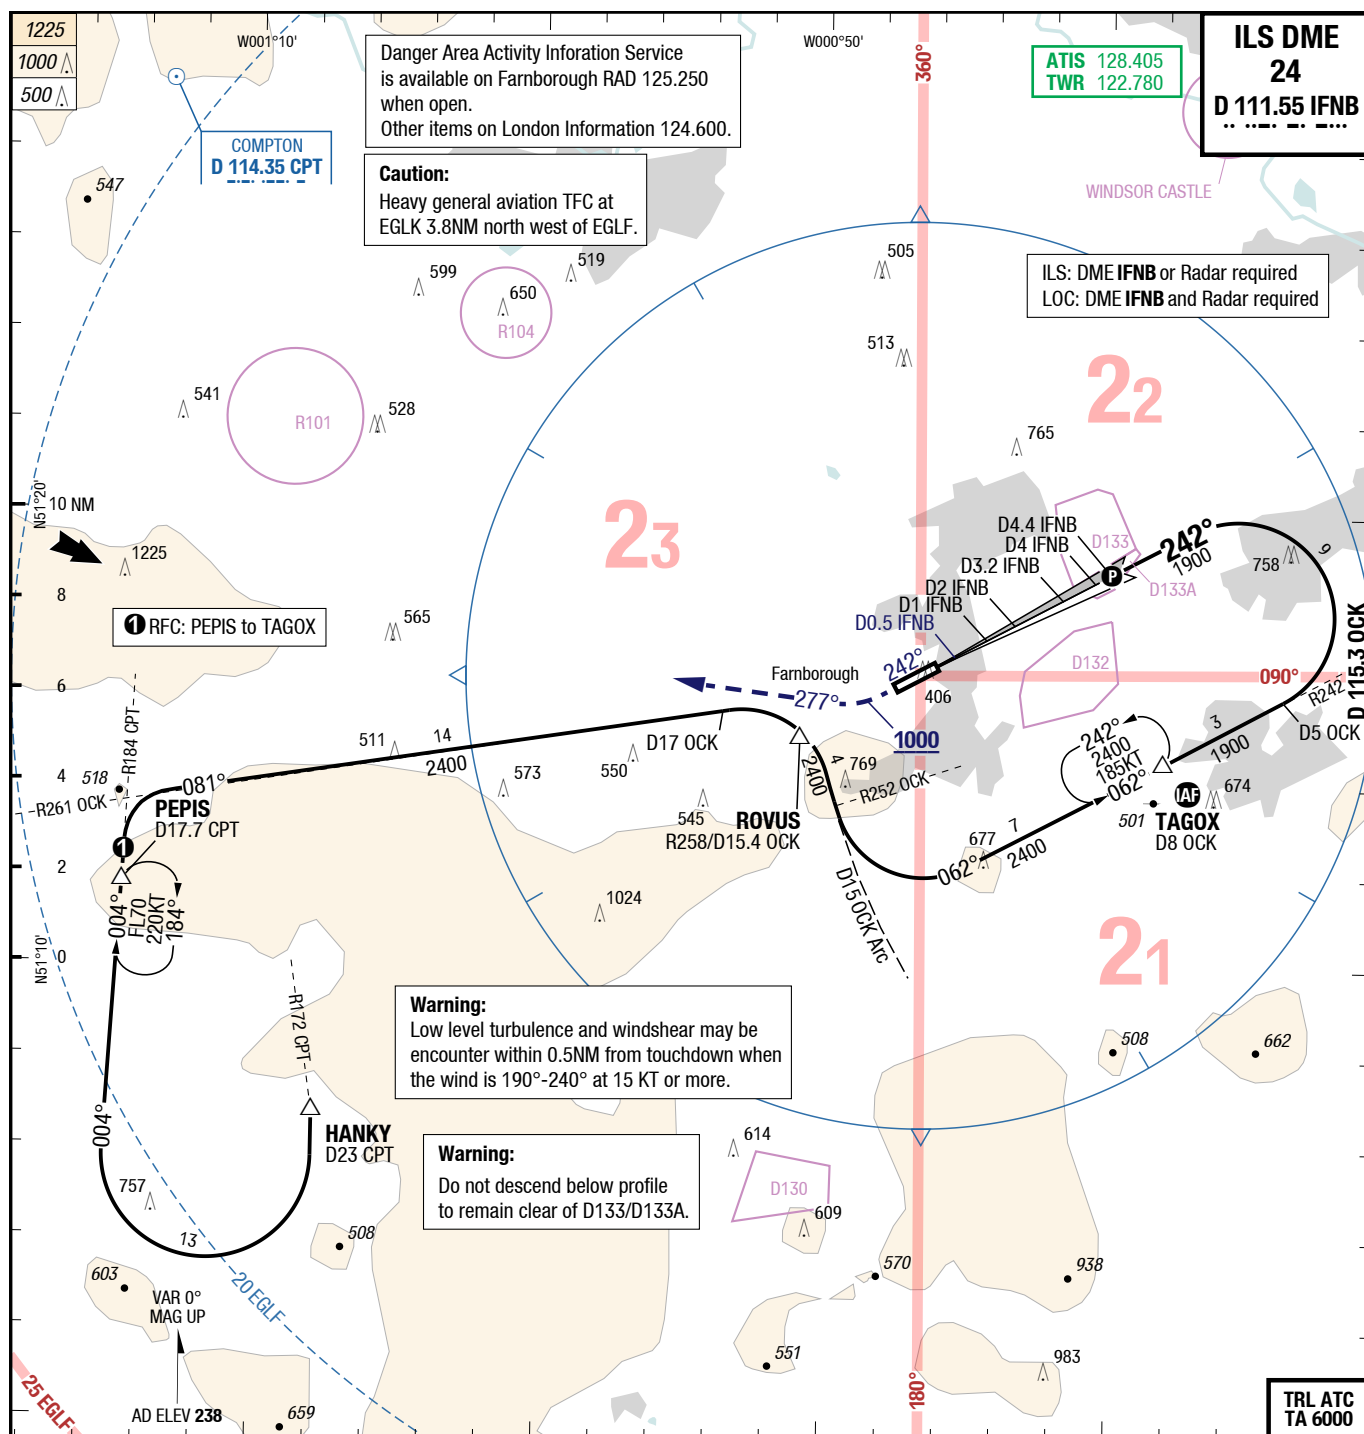 1225
1000
500
W001°10'
W000°50'
Danger Area Activity Inforation Service
is available on Farnborough RAD 125.250
when open.
Other items on London Information 124.600.
360°
ATIS 128.405
TWR 122.780
ILS DME
24
D 111.55 IFNB
COMPTON
D 114.35 CPT
Caution:
Heavy general aviation TFC at
EGLK 3.8NM north west of EGLF.
WINDSOR CASTLE
547
519
599
650
R104
505
ILS: DME IFNB or Radar required
LOC: DME IFNB and Radar required
513
22
541
R101
528
765
N51°20'
10 NM
23
D4.4 IFNB
D4 IFNB
D3.2 IFNB
D2 IFNB
D1 IFNB
D0.5 IFNB
D133
P
D133A
242°
1900
9
758
1225
8
565
1 RFC: PEPIS to TAGOX
D 115.3 OCK
Farnborough
242°
277°
406
D132
090°
R242
6
R184 CPT
14
2400
511
D17 OCK
1000
D5 OCK
3
1900
242°
2400
185KT
062°
4
518
R261 OCK
081°
573
550
545
2400
4
769
R252 OCK
IAF
674
501
TAGOX
D8 OCK
PEPIS
D17.7 CPT
1
ROVUS
R258/D15.4 OCK
2
677
7
2400
062°
004°
FL70
220KT
184°
1024
D15 OCK Arc
N51°10'
0
21
R172 CPT
Warning:
Low level turbulence and windshear may be
encounter within 0.5NM from touchdown when
the wind is 190°-240° at 15 KT or more.
508
662
004°
HANKY
D23 CPT
Warning:
Do not descend below profile
to remain clear of D133/D133A.
614
D130
757
13
508
609
603
20 EGLF
VAR 0°
MAG UP
570
938
551
983
25 EGLF
AD ELEV 238
659
180°
TRL ATC
TA 6000